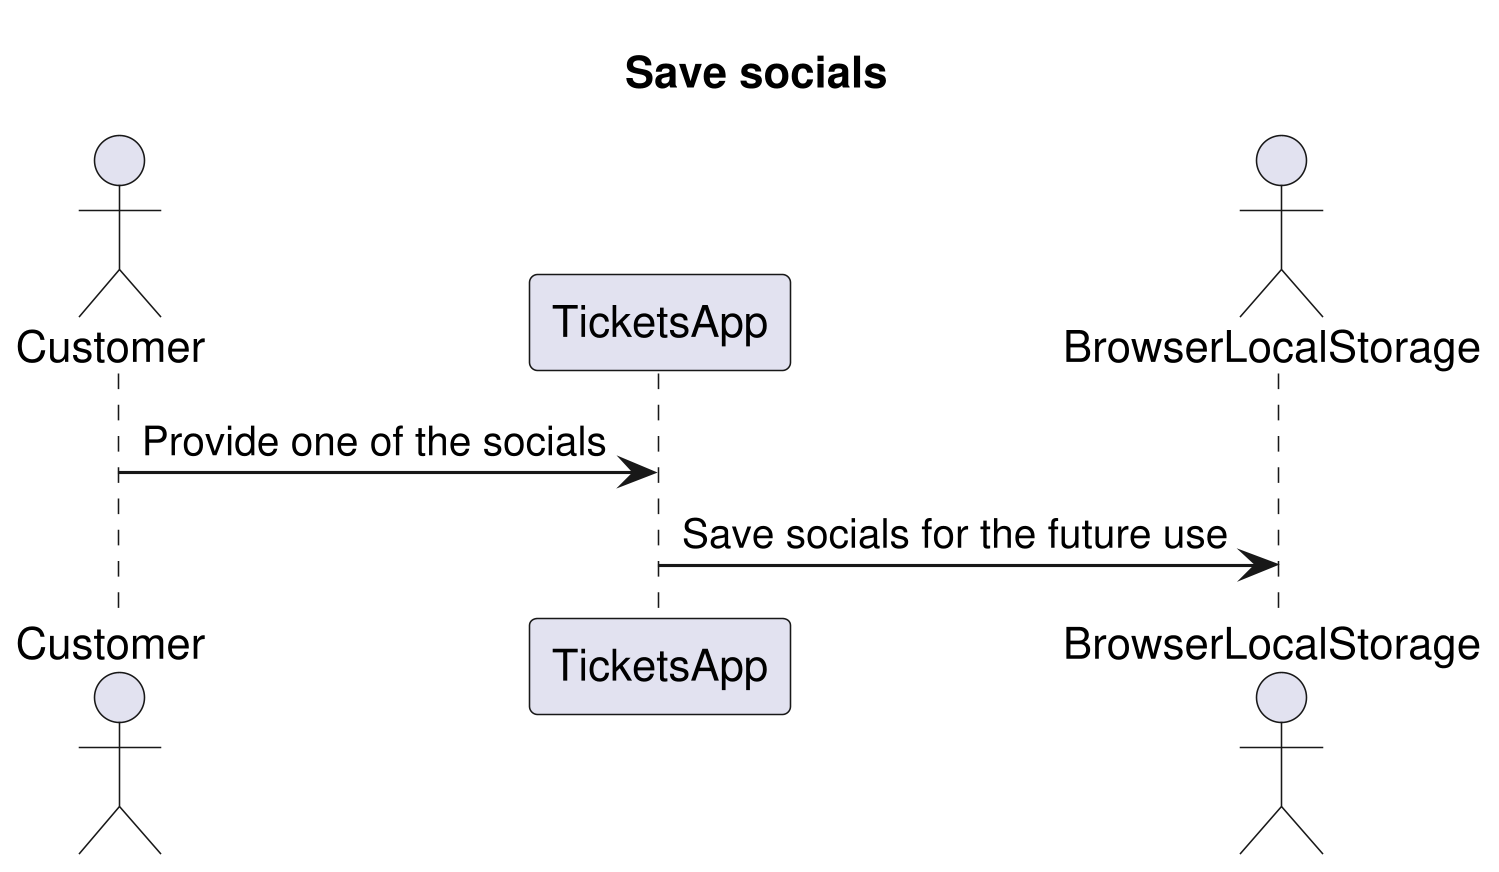 Save socials
Customer
TicketsApp
BrowserLocalStorage
Provide one of the socials
Save socials for the future use
Customer
TicketsApp
BrowserLocalStorage